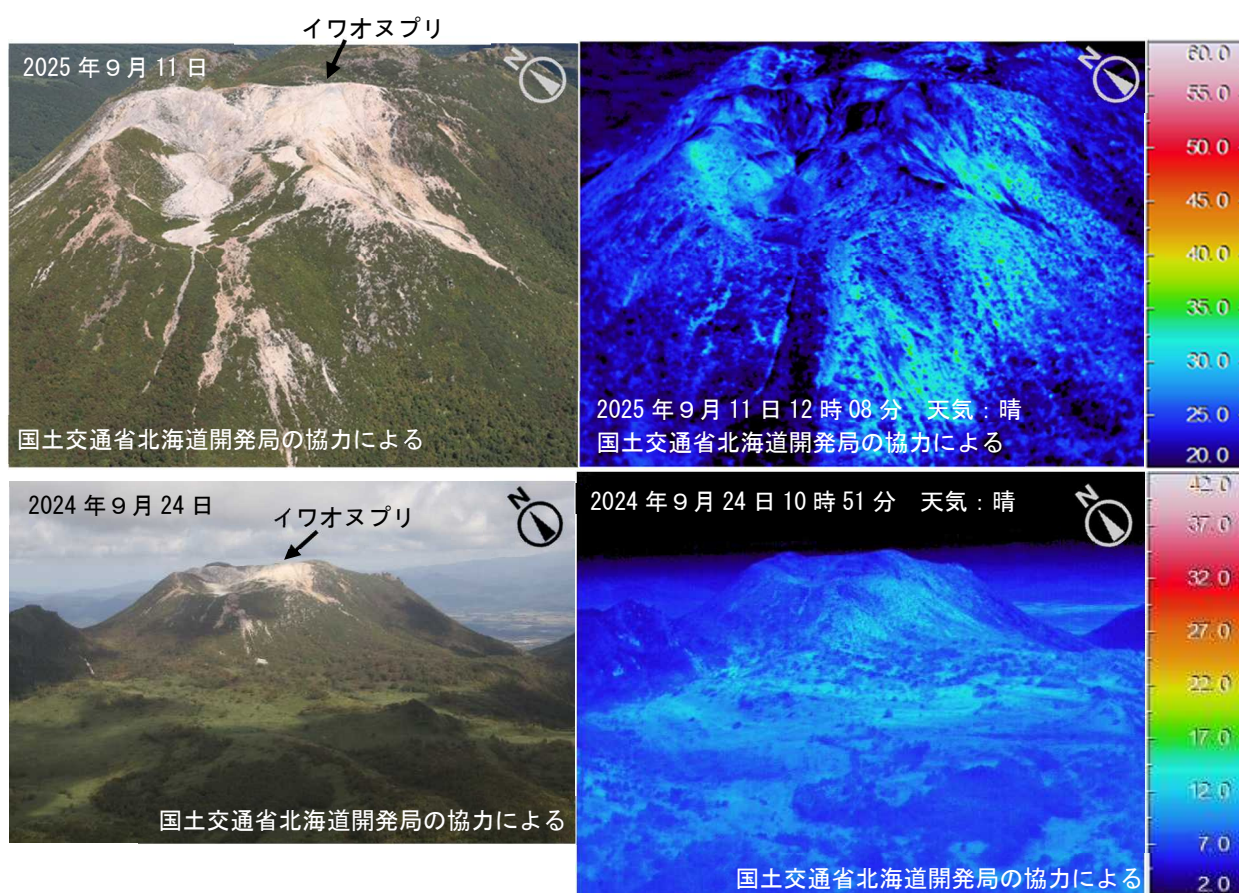 イワオヌプリ
2025年9月11日
N
N
60.0
55.0
50.0
45.0
40.0
35.0
30.0
25.0
20.0
国土交通省北海道開発局の協力による
2025年9月11日12時08分 天気:晴
国土交通省北海道開発局の協力による
2024年9月24日
イワオヌプリ
N
国土交通省北海道開発局の協力による
2024年9月24日10時51分 天気:晴
N
42.0
37.0
32.0
27.0
22.0
17.0
12.0
7.0
2.0
国土交通省北海道開発局の協力による